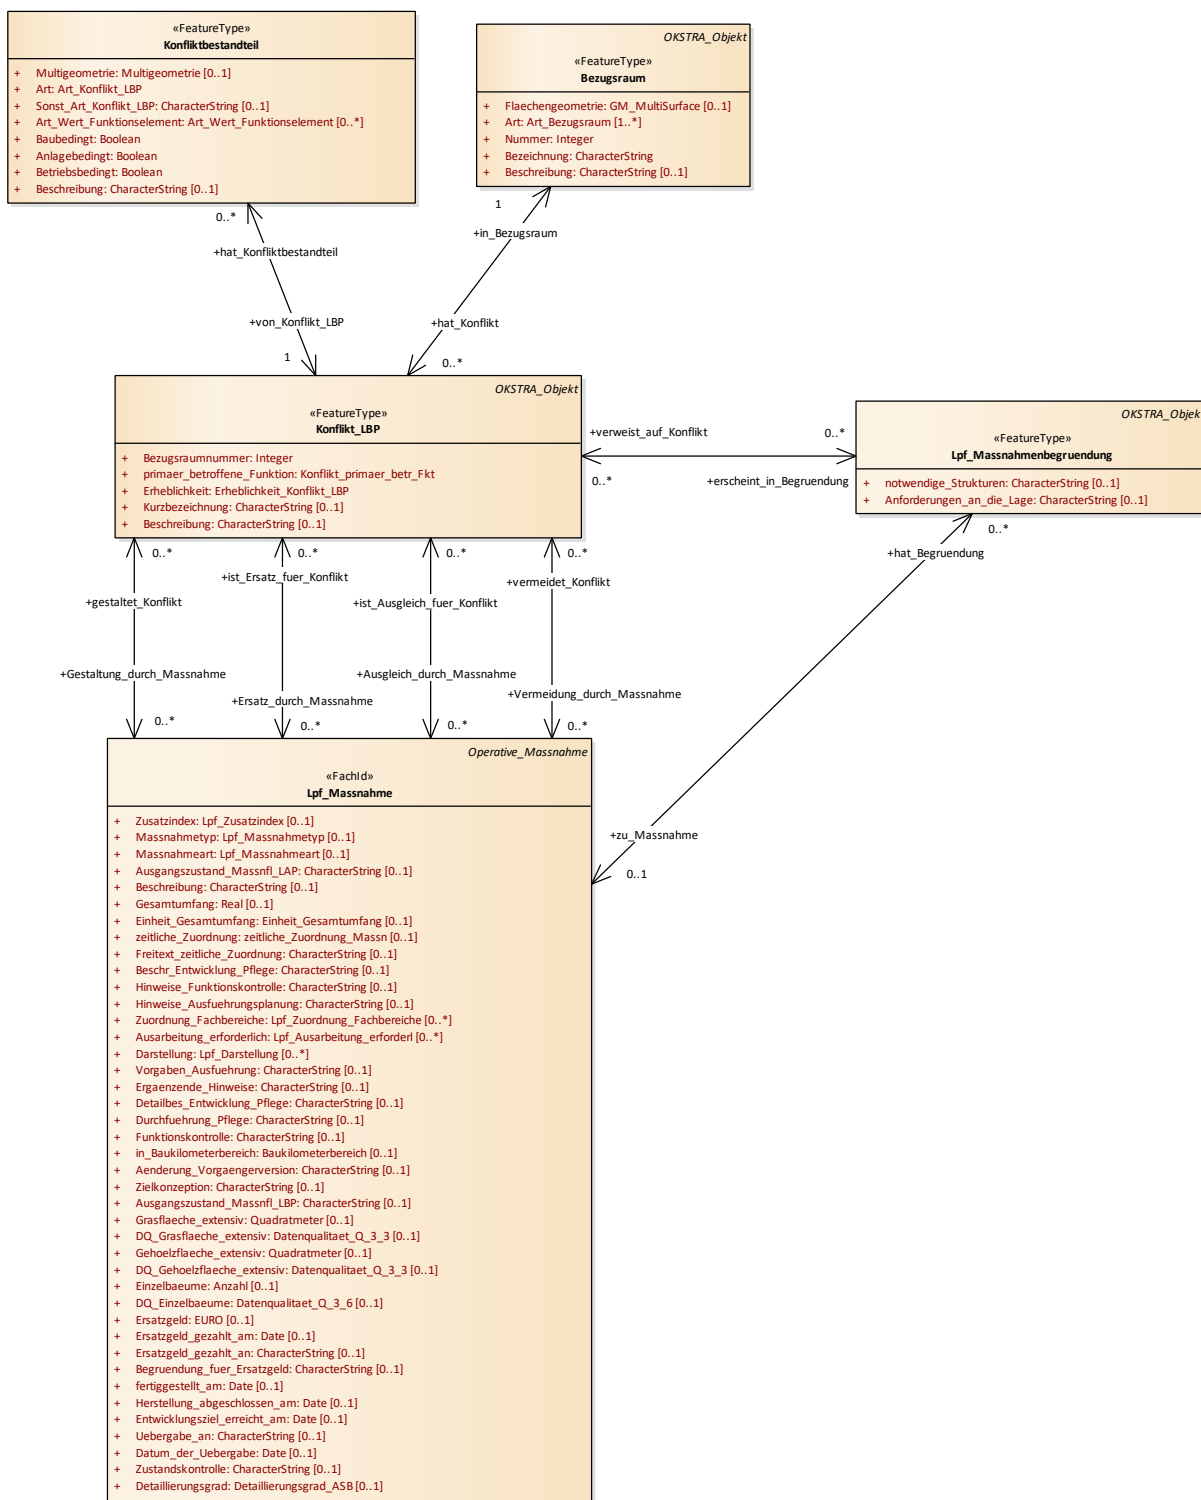 «FeatureType»
Konfliktbestandteil
+ Multigeometrie: Multigeometrie [0..1]
+ Art: Art_Konflikt_LBP
+ Sonst_Art_Konflikt_LBP: CharacterString [0..1]
+ Art_Wert_Funktionselement: Art_Wert_Funktionselement [0..*]
+ Baubedingt: Boolean
+ Anlagebedingt: Boolean
+ Betriebsbedingt: Boolean
+ Beschreibung: CharacterString [0..1]
OKSTRA_Objekt
«FeatureType»
Bezugsraum
+ Flaechengeometrie: GM_MultiSurface [0..1]
+ Art: Art_Bezugsraum [1..*]
+ Nummer: Integer
+ Bezeichnung: CharacterString
+ Beschreibung: CharacterString [0..1]
0..*
+hat_Konfliktbestandteil
+von_Konflikt_LBP
1
1
+in_Bezugsraum
+hat_Konflikt
0..*
OKSTRA_Objekt
«FeatureType»
Konflikt_LBP
+ Bezugsraumnummer: Integer
+ primaer_betroffene_Funktion: Konflikt_primaer_betr_Fkt
+ Erheblichkeit: Erheblichkeit_Konflikt_LBP
+ Kurzbezeichnung: CharacterString [0..1]
+ Beschreibung: CharacterString [0..1]
+verweist_auf_Konflikt
0..*
0..*
+erscheint_in_Begruendung
OKSTRA_Objek
«FeatureType»
Lpf_Massnahmenbegruendung
+ notwendige_Strukturen: CharacterString [0..1]
+ Anforderungen_an_die_Lage: CharacterString [0..1]
0..*
+hat_Begruendung
+zu_Massnahme
0..1
0..*
+gestaltet_Konflikt
+Gestaltung_durch_Massnahme
0..*
0..*
+ist_Ersatz_fuer_Konflikt
+Ersatz_durch_Massnahme
0..*
0..*
+ist_Ausgleich_fuer_Konflikt
+Ausgleich_durch_Massnahme
0..*
0..*
+vermeidet_Konflikt
+Vermeidung_durch_Massnahme
0..*
Operative_Massnahme
«FachId»
Lpf_Massnahme
+ Zusatzindex: Lpf_Zusatzindex [0..1]
+ Massnahmetyp: Lpf_Massnahmetyp [0..1]
+ Massnahmeart: Lpf_Massnahmeart [0..1]
+ Ausgangszustand_Massnfl_LAP: CharacterString [0..1]
+ Beschreibung: CharacterString [0..1]
+ Gesamtumfang: Real [0..1]
+ Einheit_Gesamtumfang: Einheit_Gesamtumfang [0..1]
+ zeitliche_Zuordnung: zeitliche_Zuordnung_Massn [0..1]
+ Freitext_zeitliche_Zuordnung: CharacterString [0..1]
+ Beschr_Entwicklung_Pflege: CharacterString [0..1]
+ Hinweise_Funktionskontrolle: CharacterString [0..1]
+ Hinweise_Ausfuehrungsplanung: CharacterString [0..1]
+ Zuordnung_Fachbereiche: Lpf_Zuordnung_Fachbereiche [0..*]
+ Ausarbeitung_erforderlich: Lpf_Ausarbeitung_erforderl [0..*]
+ Darstellung: Lpf_Darstellung [0..*]
+ Vorgaben_Ausfuehrung: CharacterString [0..1]
+ Ergaenzende_Hinweise: CharacterString [0..1]
+ Detailbes_Entwicklung_Pflege: CharacterString [0..1]
+ Durchfuehrung_Pflege: CharacterString [0..1]
+ Funktionskontrolle: CharacterString [0..1]
+ in_Baukilometerbereich: Baukilometerbereich [0..1]
+ Aenderung_Vorgaengerversion: CharacterString [0..1]
+ Zielkonzeption: CharacterString [0..1]
+ Ausgangszustand_Massnfl_LBP: CharacterString [0..1]
+ Grasflaeche_extensiv: Quadratmeter [0..1]
+ DQ_Grasflaeche_extensiv: Datenqualitaet_Q_3_3 [0..1]
+ Gehoelzflaeche_extensiv: Quadratmeter [0..1]
+ DQ_Gehoelzflaeche_extensiv: Datenqualitaet_Q_3_3 [0..1]
+ Einzelbaeume: Anzahl [0..1]
+ DQ_Einzelbaeume: Datenqualitaet_Q_3_6 [0..1]
+ Ersatzgeld: EURO [0..1]
+ Ersatzgeld_gezahlt_am: Date [0..1]
+ Ersatzgeld_gezahlt_an: CharacterString [0..1]
+ Begruendung_fuer_Ersatzgeld: CharacterString [0..1]
+ fertiggestellt_am: Date [0..1]
+ Herstellung_abgeschlossen_am: Date [0..1]
+ Entwicklungsziel_erreicht_am: Date [0..1]
+ Uebergabe_an: CharacterString [0..1]
+ Datum_der_Uebergabe: Date [0..1]
+ Zustandskontrolle: CharacterString [0..1]
+ Detaillierungsgrad: Detaillierungsgrad_ASB [0..1]